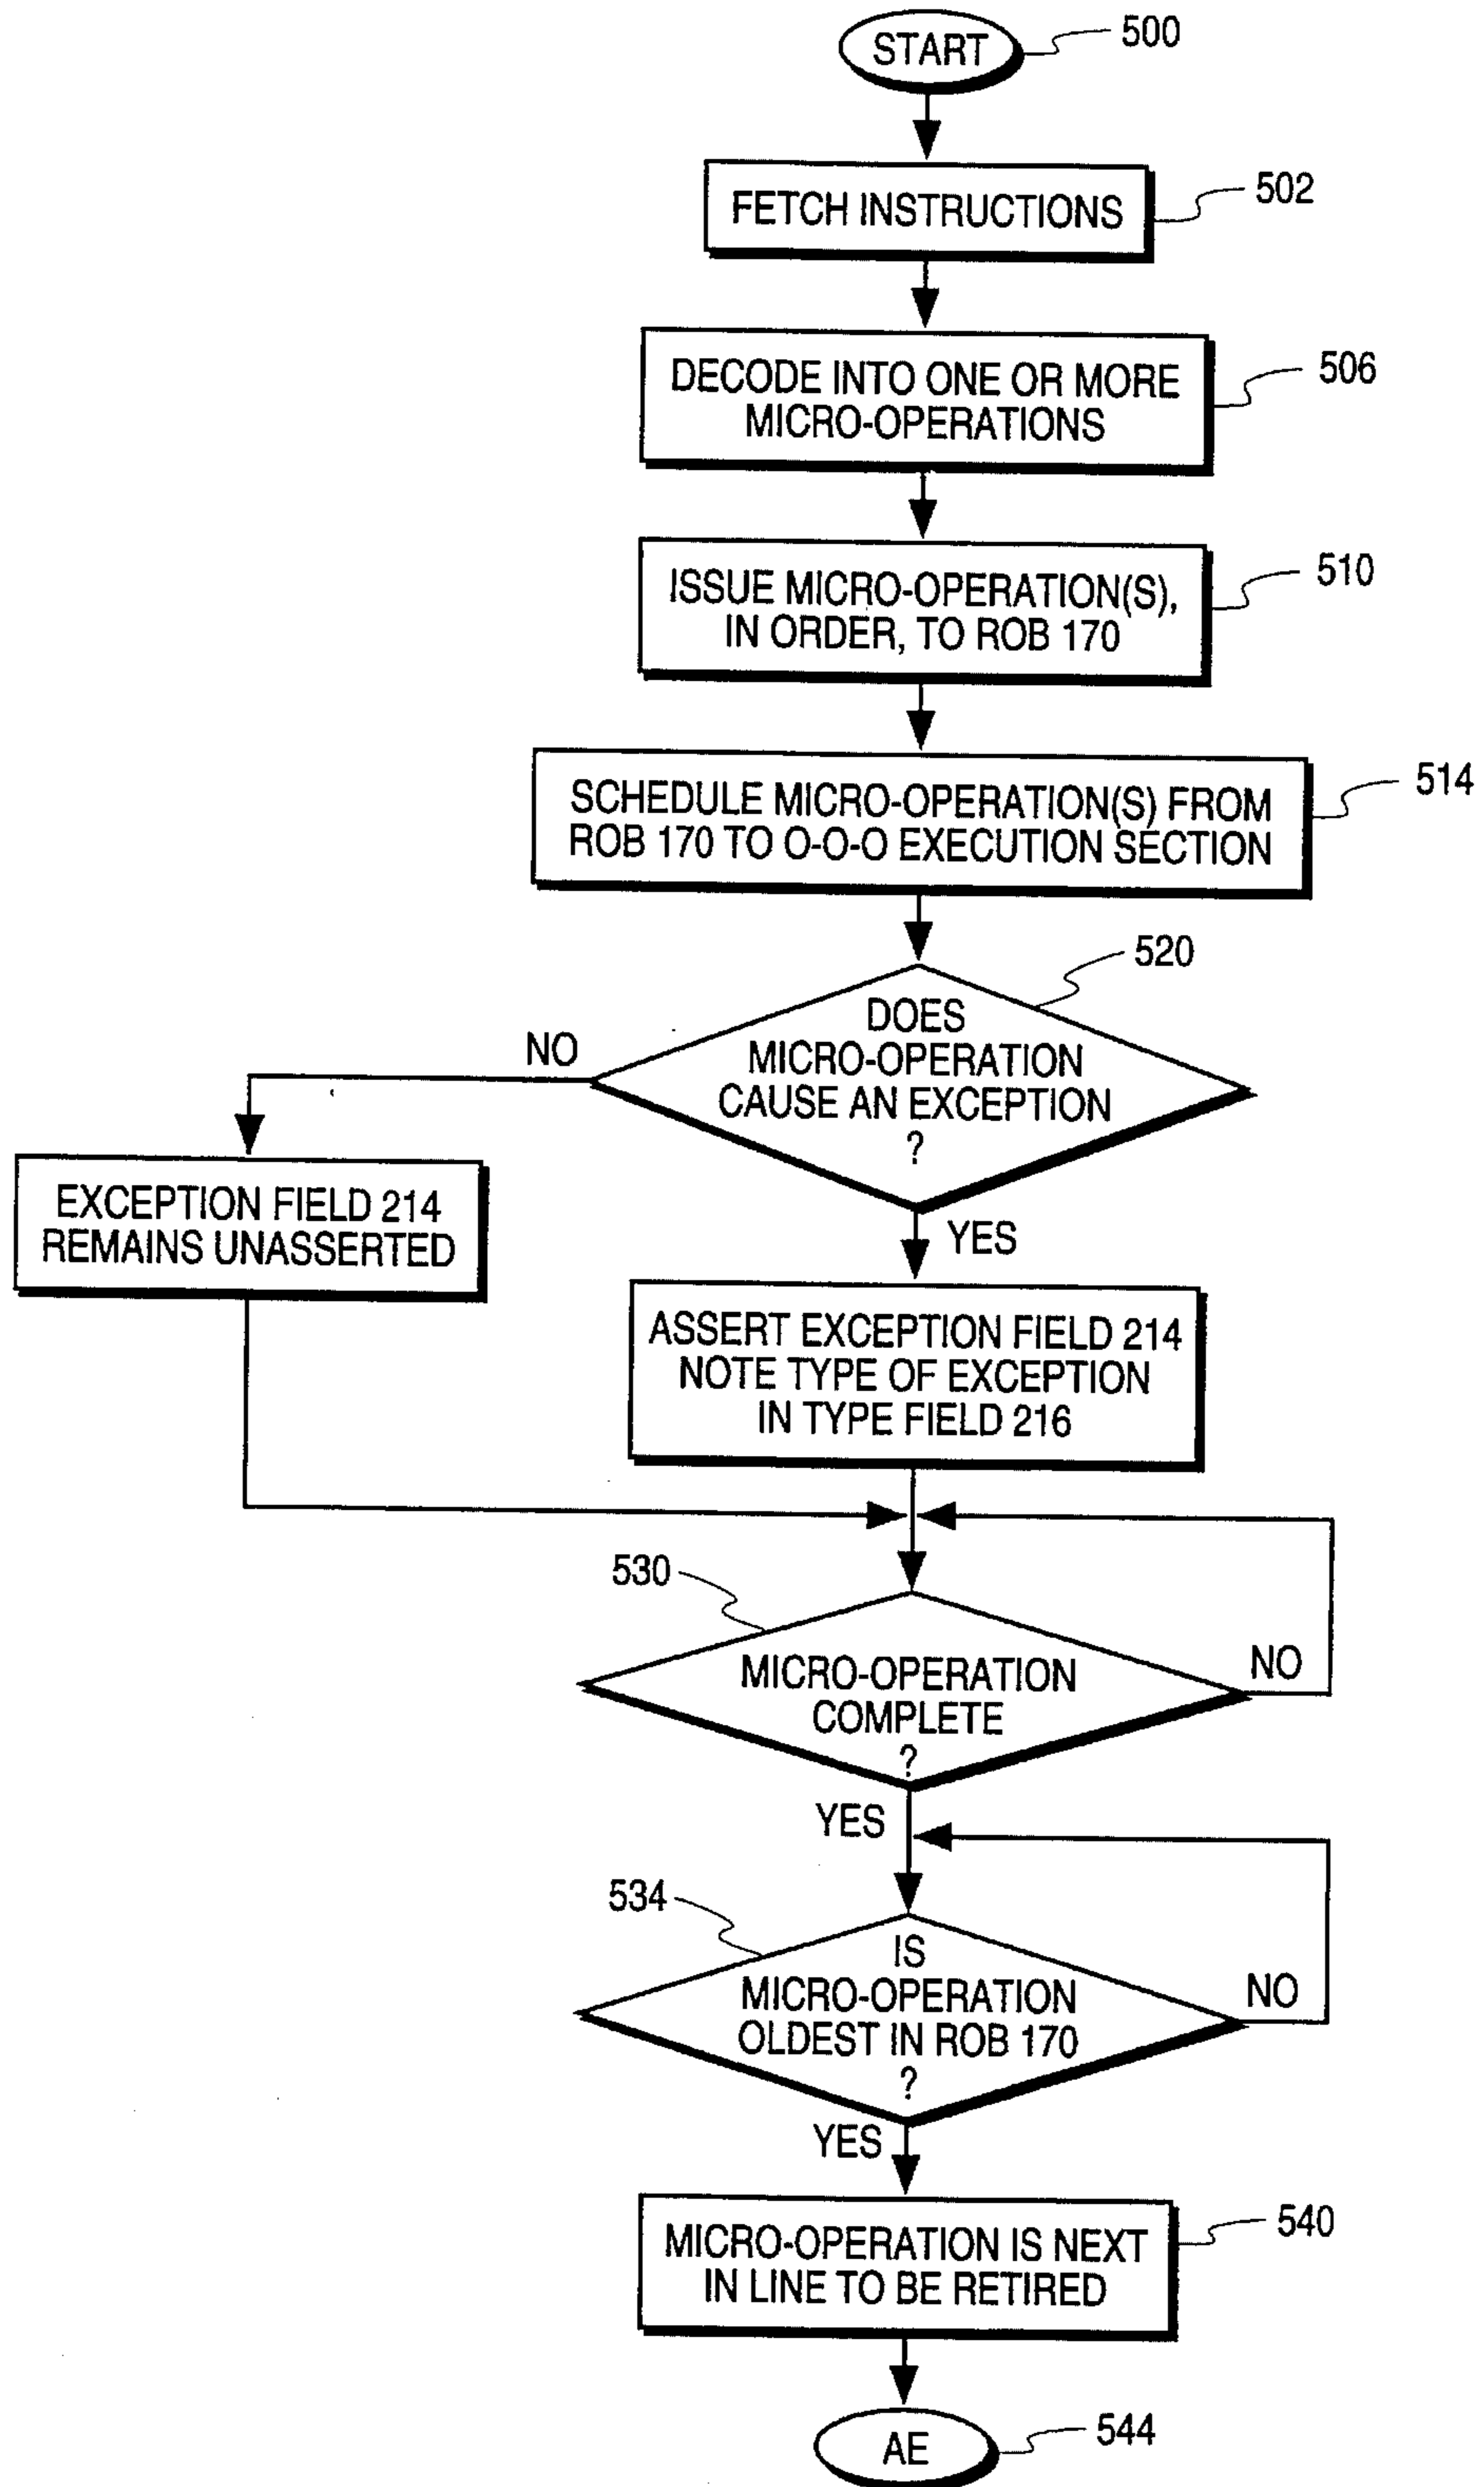 START
500
FETCH INSTRUCTIONS
502
DECODE INTO ONE OR MORE
MICRO-OPERATIONS
506
ISSUE MICRO-OPERATION(S),
IN ORDER, TO ROB 170
510
SCHEDULE MICRO-OPERATION(S) FROM
ROB 170 TO O-O-O EXECUTION SECTION
514
520
DOES
MICRO-OPERATION
CAUSE AN EXCEPTION
?
NO
EXCEPTION FIELD 214
REMAINS UNASSERTED
YES
ASSERT EXCEPTION FIELD 214
NOTE TYPE OF EXCEPTION
IN TYPE FIELD 216
530
MICRO-OPERATION
COMPLETE
?
NO
YES
534
IS
MICRO-OPERATION
OLDEST IN ROB 170
?
NO
YES
MICRO-OPERATION IS NEXT
IN LINE TO BE RETIRED
540
AE
544